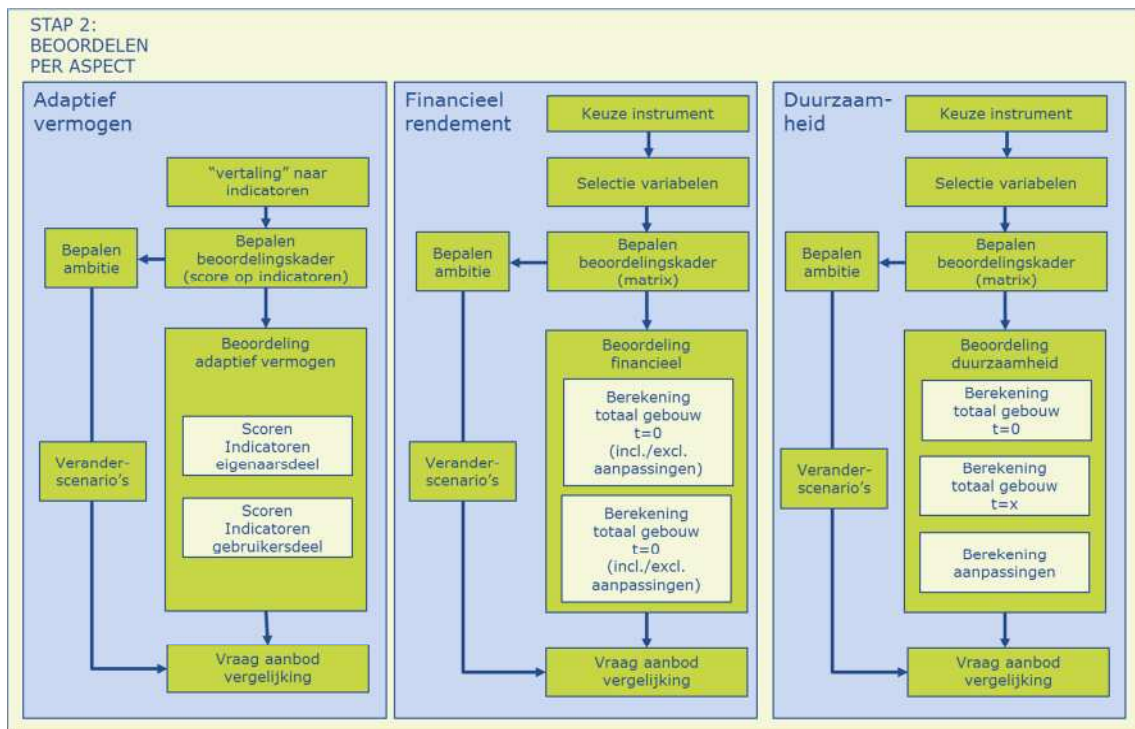 STAP 2:
BEOORDELEN
PER ASPECT
Adaptief
vermogen
"vertaling" naar
indicatoren
Bepalen
ambitie
Bepalen
beoordelingskader
(score op indicatoren)
Beoordeling
adaptief vermogen
Scoren
Indicatoren
eigenaarsdeel
Scoren
Indicatoren
gebruikersdeel
Verander-
scenario's
Vraag aanbod
vergelijking
Financieel
rendement
Keuze instrument
Selectie variabelen
Bepalen
ambitie
Bepalen
beoordelingskader
(matrix)
Beoordeling
financieel
Berekening
totaal gebouw
t=0
(incl./excl.
aanpassingen)
Berekening
totaal gebouw
t=0
(incl./excl.
aanpassingen)
Verander-
scenario's
Vraag aanbod
vergelijking
Duurzaam-
heid
Keuze instrument
Selectie variabelen
Bepalen
ambitie
Bepalen
beoordelingskader
(matrix)
Beoordeling
duurzaamheid
Berekening
totaal gebouw
t=0
Berekening
totaal gebouw
t=x
Berekening
aanpassingen
Verander-
scenario's
Vraag aanbod
vergelijking